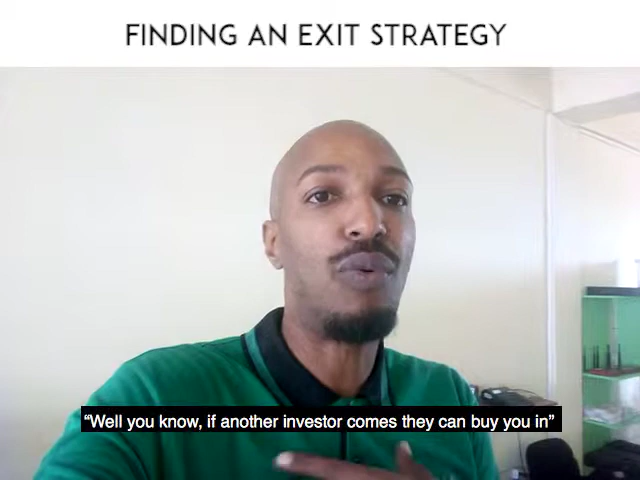 FINDING AN EXIT STRATEGY
“Well you know, if another investor comes they can buy you in”